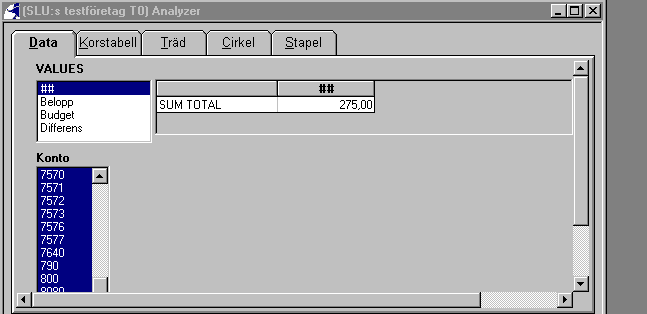 (SLU:s testföretag T0) Analyzer
Data Korstabell Träd Cirkel Stapel
VALUES
##
Belopp
Budget
Differens
##
SUM TOTAL 275,00
Konto
7570
7571
7572
7573
7576
7577
7640
790
800
8080